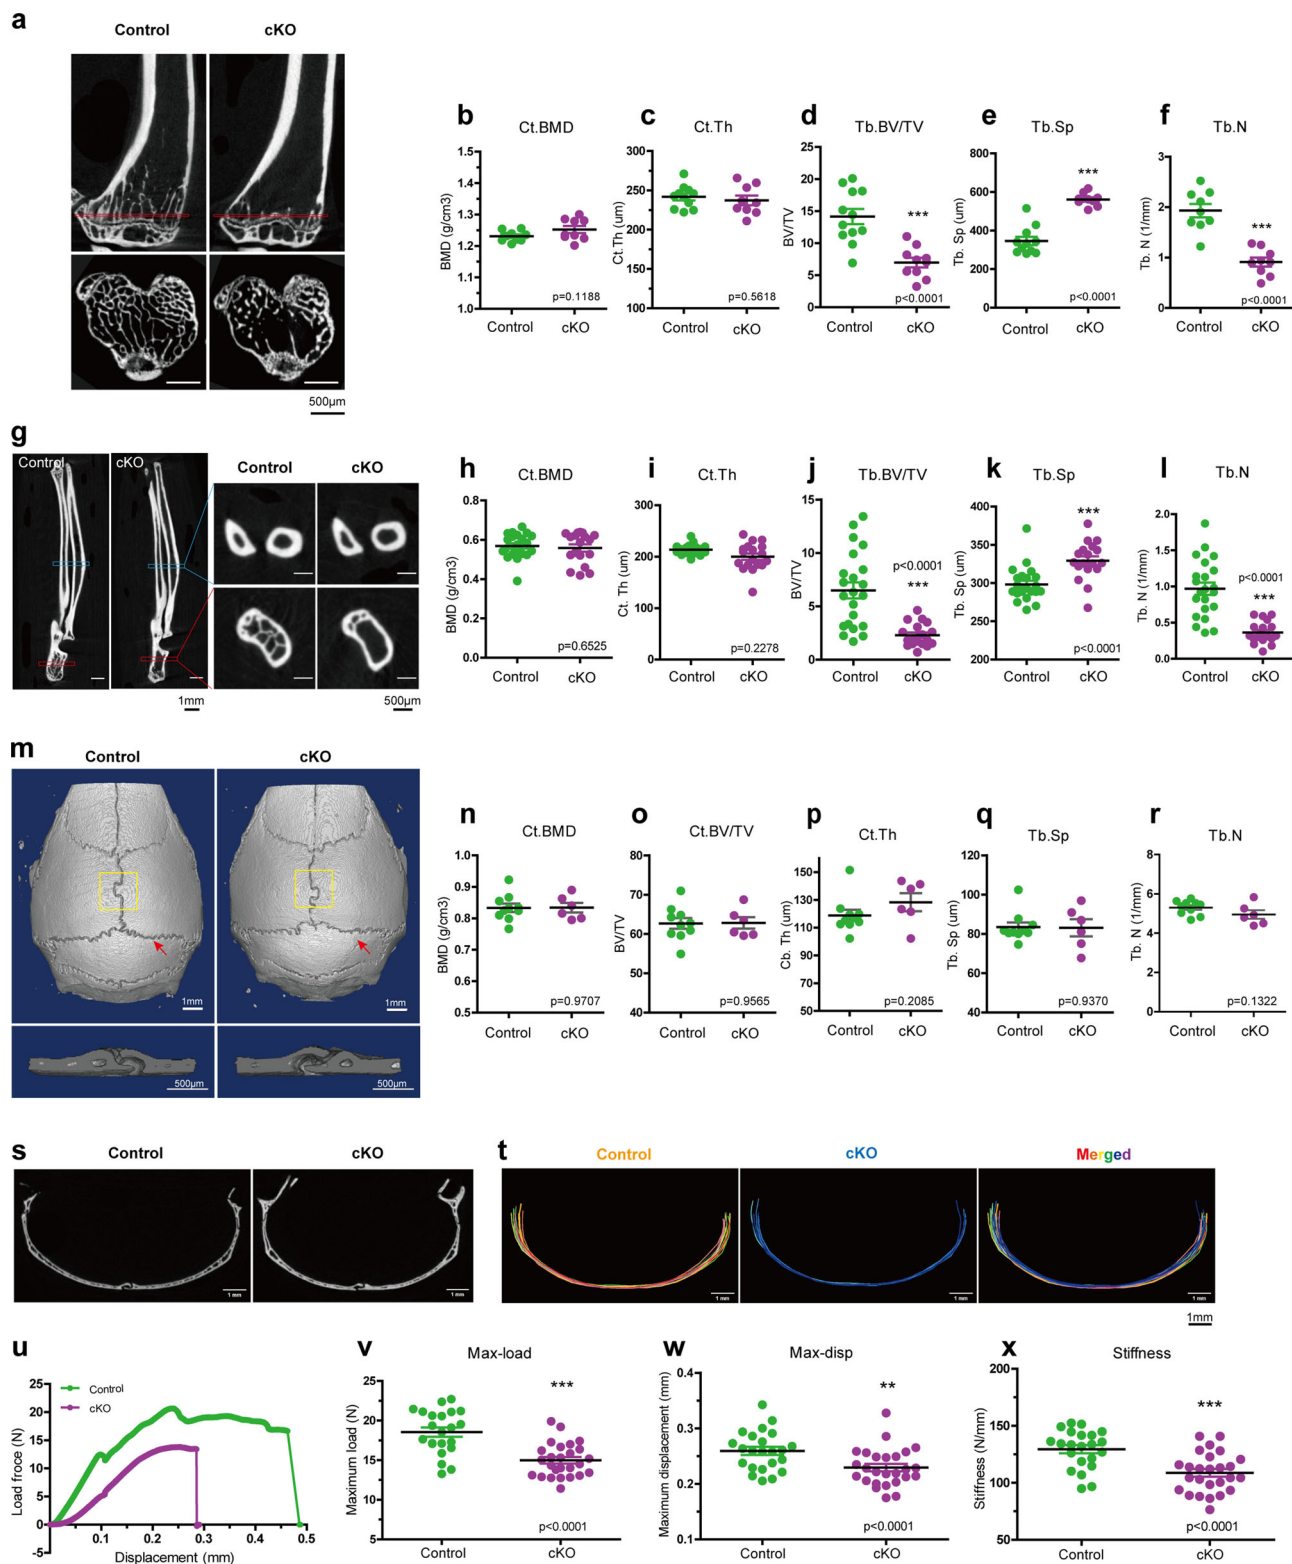 a
Control
cKO
500µm
b
Ct.BMD
BMD (g/cm3)
1.5
1.4
1.3
1.2
1.1
1.0
p=0.1188
Control
cKO
c
Ct.Th
Ct.Th (um)
300
250
200
150
100
p=0.5618
Control
cKO
d
Tb.BV/TV
BV/TV
25
20
15
10
5
0
***
p<0.0001
Control
cKO
e
Tb.Sp
Tb. Sp (um)
800
600
400
200
0
***
p<0.0001
Control
cKO
f
Tb.N
Tb. N (1/mm)
3
2
1
0
***
p<0.0001
Control
cKO
g
Control
cKO
Control
cKO
1mm
500µm
h
Ct.BMD
BMD (g/cm3)
0.8
0.6
0.4
0.2
0.0
p=0.6525
Control
cKO
i
Ct.Th
Ct. Th (um)
300
200
100
0
p=0.2278
Control
cKO
j
Tb.BV/TV
BV/TV
15
10
5
0
p<0.0001
***
Control
cKO
k
Tb.Sp
Tb. Sp (um)
400
350
300
250
200
***
p<0.0001
Control
cKO
l
Tb.N
Tb. N (1/mm)
2.0
1.5
1.0
0.5
0.0
p<0.0001
***
Control
cKO
m
Control
cKO
1mm
1mm
500µm
500µm
n
Ct.BMD
BMD (g/cm3)
1.0
0.9
0.8
0.7
0.6
0.5
p=0.9707
Control
cKO
o
Ct.BV/TV
BV/TV
80
70
60
50
40
p=0.9565
Control
cKO
p
Ct.Th
Cb. Th (um)
150
130
110
90
70
50
p=0.2085
Control
cKO
q
Tb.Sp
Tb. Sp (um)
120
100
80
60
40
p=0.9370
Control
cKO
r
Tb.N
Tb. N (1/mm)
8
6
4
2
0
p=0.1322
Control
cKO
s
Control
cKO
1 mm
1 mm
t
Control
cKO
Merged
1 mm
1 mm
1 mm
1mm
u
Load froce (N)
25
20
15
10
5
0
-5
Control
cKO
0.1
0.2
0.3
0.4
0.5
Displacement (mm)
v
Max-load
Maximum load (N)
25
20
15
10
5
***
p<0.0001
Control
cKO
w
Max-disp
Maximum displacement (mm)
0.4
0.3
0.2
0.1
**
p<0.0001
Control
cKO
x
Stiffness
Stiffness (N/mm)
200
150
100
50
***
p<0.0001
Control
cKO